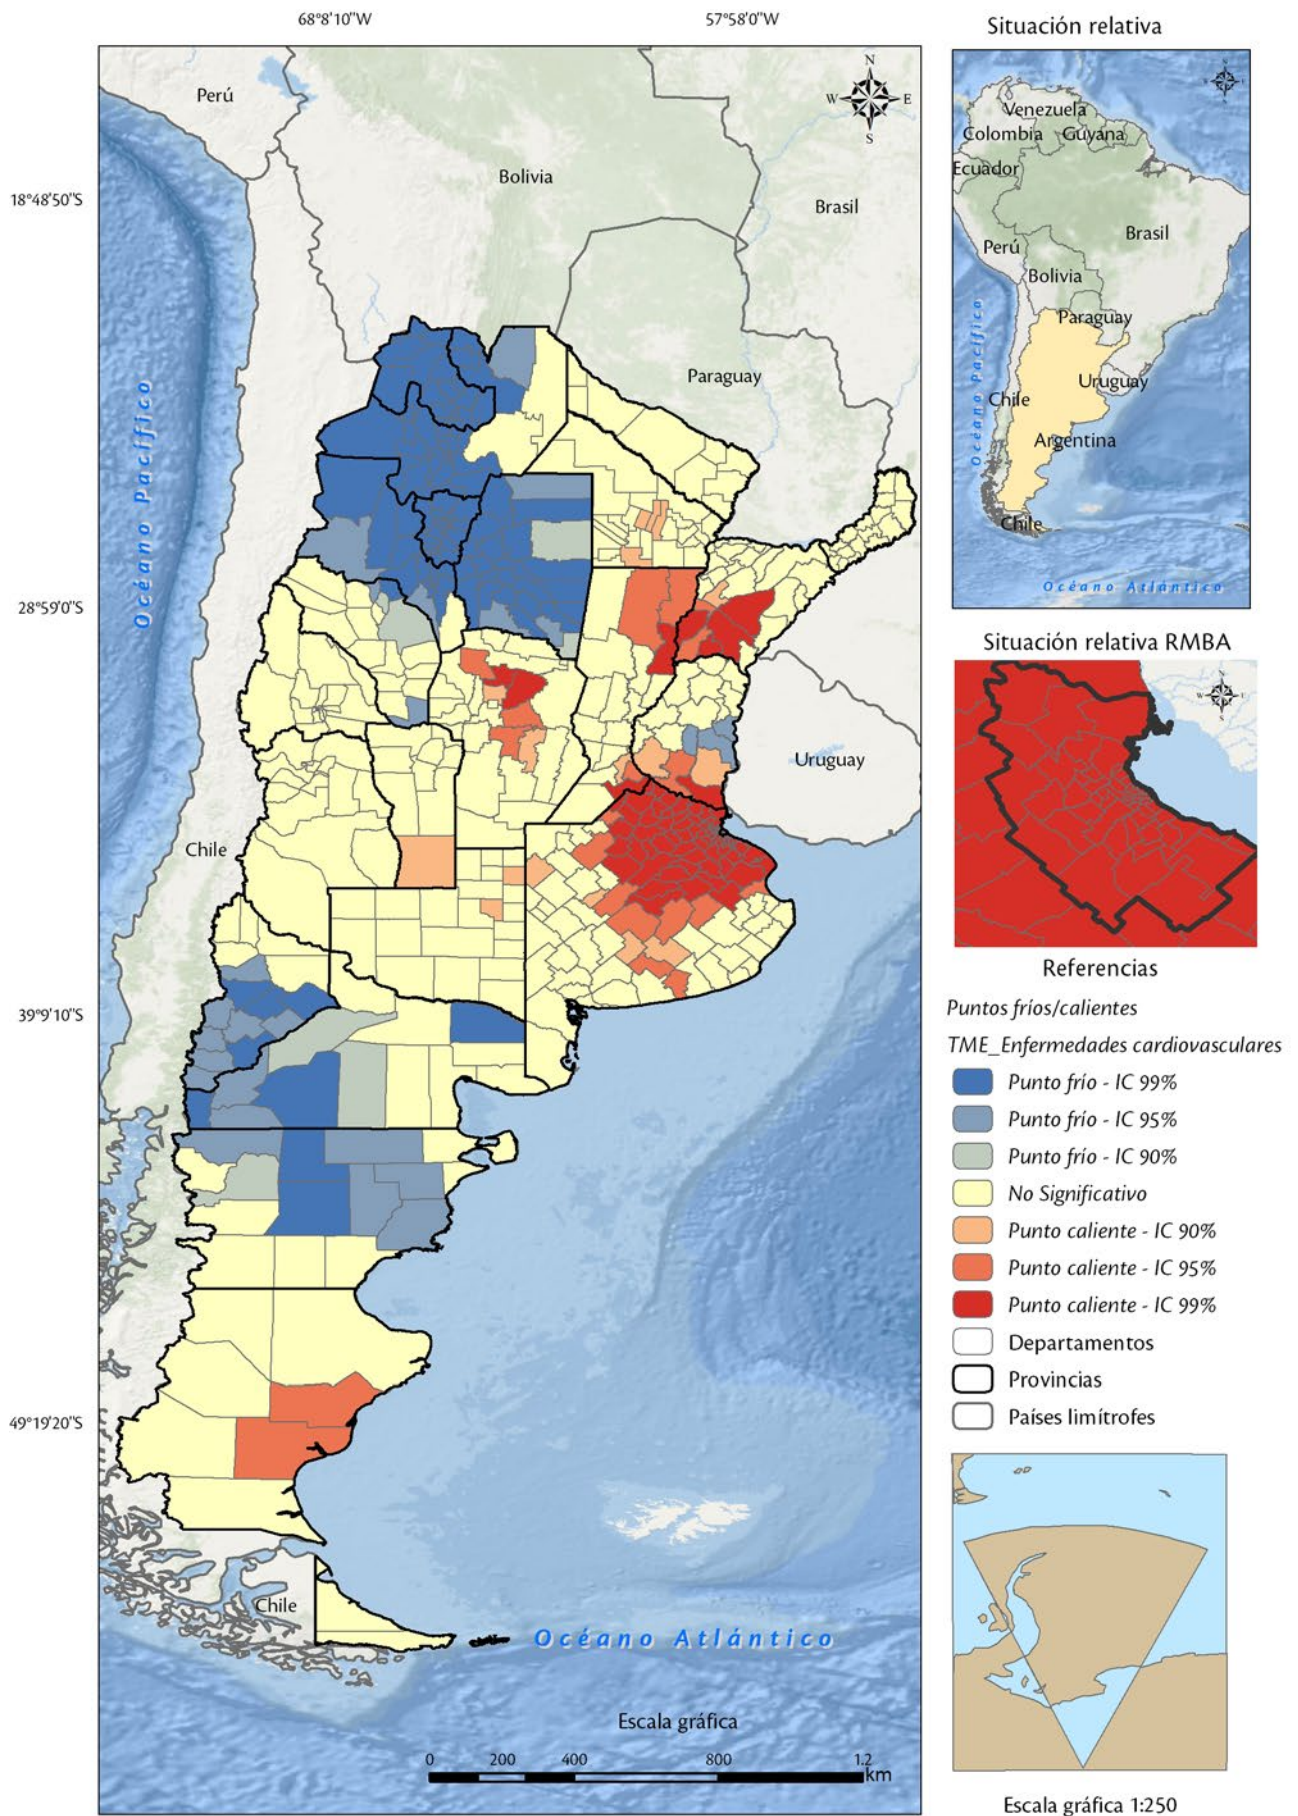 68°8'10"W
57°58'0"W
Situación relativa
N
W E
S
Perú
Bolivia
Brasil
18°48'50"S
Paraguay
Océano Pacífico
28°59'0"S
Uruguay
Chile
39°9'10"S
49°19'20"S
Chile
Océano Atlántico
Escala gráfica
0 200 400 800 1.2
km
Venezuela
Colombia Guyana
Ecuador
Brasil
Perú
Bolivia
Paraguay
Uruguay
Chile
Océano Pacífico
Argentina
Chile
Océano Atlántico
Situación relativa RMBA
Referencias
Puntos fríos/calientes
TME_Enfermedades cardiovasculares
Punto frío - IC 99%
Punto frío - IC 95%
Punto frío - IC 90%
No Significativo
Punto caliente - IC 90%
Punto caliente - IC 95%
Punto caliente - IC 99%
Departamentos
Provincias
Países limítrofes
Escala gráfica 1:250